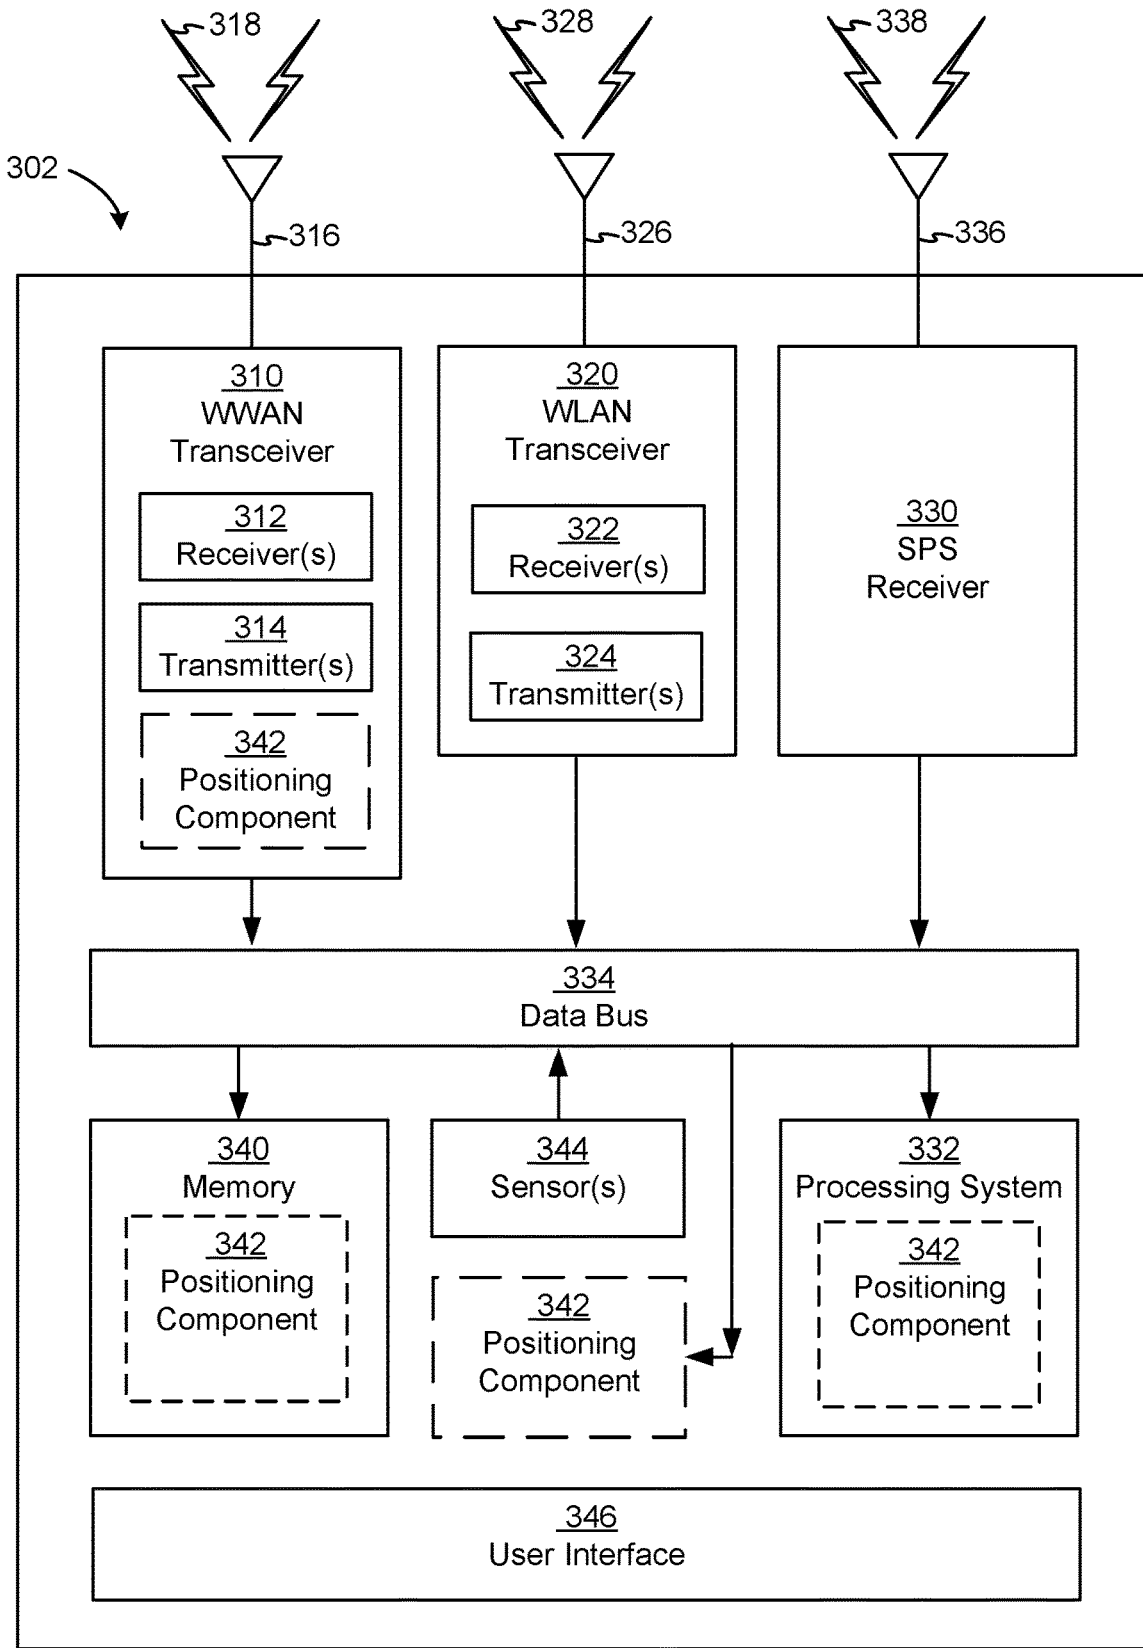 318
328
338
302
316
326
336
310
WWAN
Transceiver
312
Receiver(s)
314
Transmitter(s)
342
Positioning
Component
320
WLAN
Transceiver
322
Receiver(s)
324
Transmitter(s)
330
SPS
Receiver
334
Data Bus
340
Memory
342
Positioning
Component
344
Sensor(s)
342
Positioning
Component
332
Processing System
342
Positioning
Component
346
User Interface